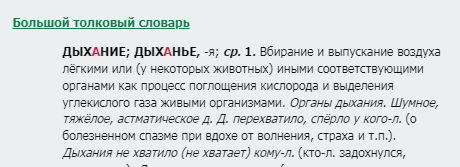 Большой толковый словарь
ДЫХАНИЕ; ДЫХАНЬЕ, -я; ср. 1. Вбирание и выпускание воздуха
лёгкими или (у некоторых животных) иными соответствующими
органами как процесс поглощения кислорода и выделения
углекислого газа живыми организмами. Органы дыхания. Шумное,
тяжёлое, астматическое д. Д. перехватило, спёрло у кого-л. (о
болезненном спазме при вдохе от волнения, страха и т.п.).
Дыхания не хватило (не хватает) кому-л. (кто-л. задохнулся,